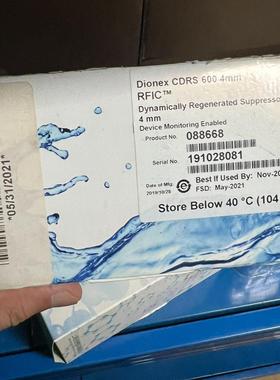 Dionex CDRS 600 4mm
RFIC™
Dynamically Regenerated Suppress
4 mm
Device Monitoring Enabled
Product No. 088668
Serial No. 191028081
Date of Mfg. Best If Used By: Nov-20
2019/10/28 FSD: May-2021
Store Below 40 °C (104
*05/31/2021*